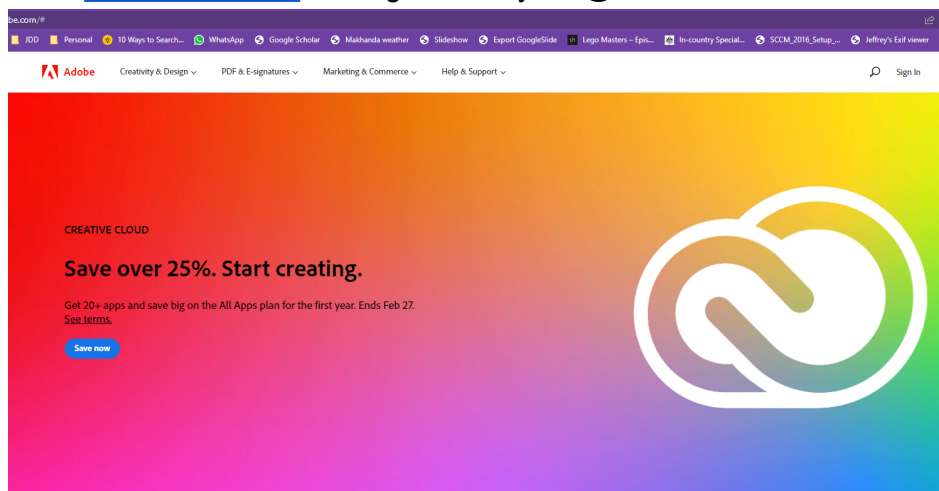 be.com/#
JDD Personal 10 Ways to Search... WhatsApp Google Scholar Makhanda weather Slideshow Export GoogleSlide Lego Masters – Epis... In-country Special... SCCM_2016_Setup_... Jeffrey's Exif viewer
Adobe Creativity & Design PDF & E-signatures Marketing & Commerce Help & Support Sign In
CREATIVE CLOUD
Save over 25%. Start creating.
Get 20+ apps and save big on the All Apps plan for the first year. Ends Feb 27.
See terms.
Save now